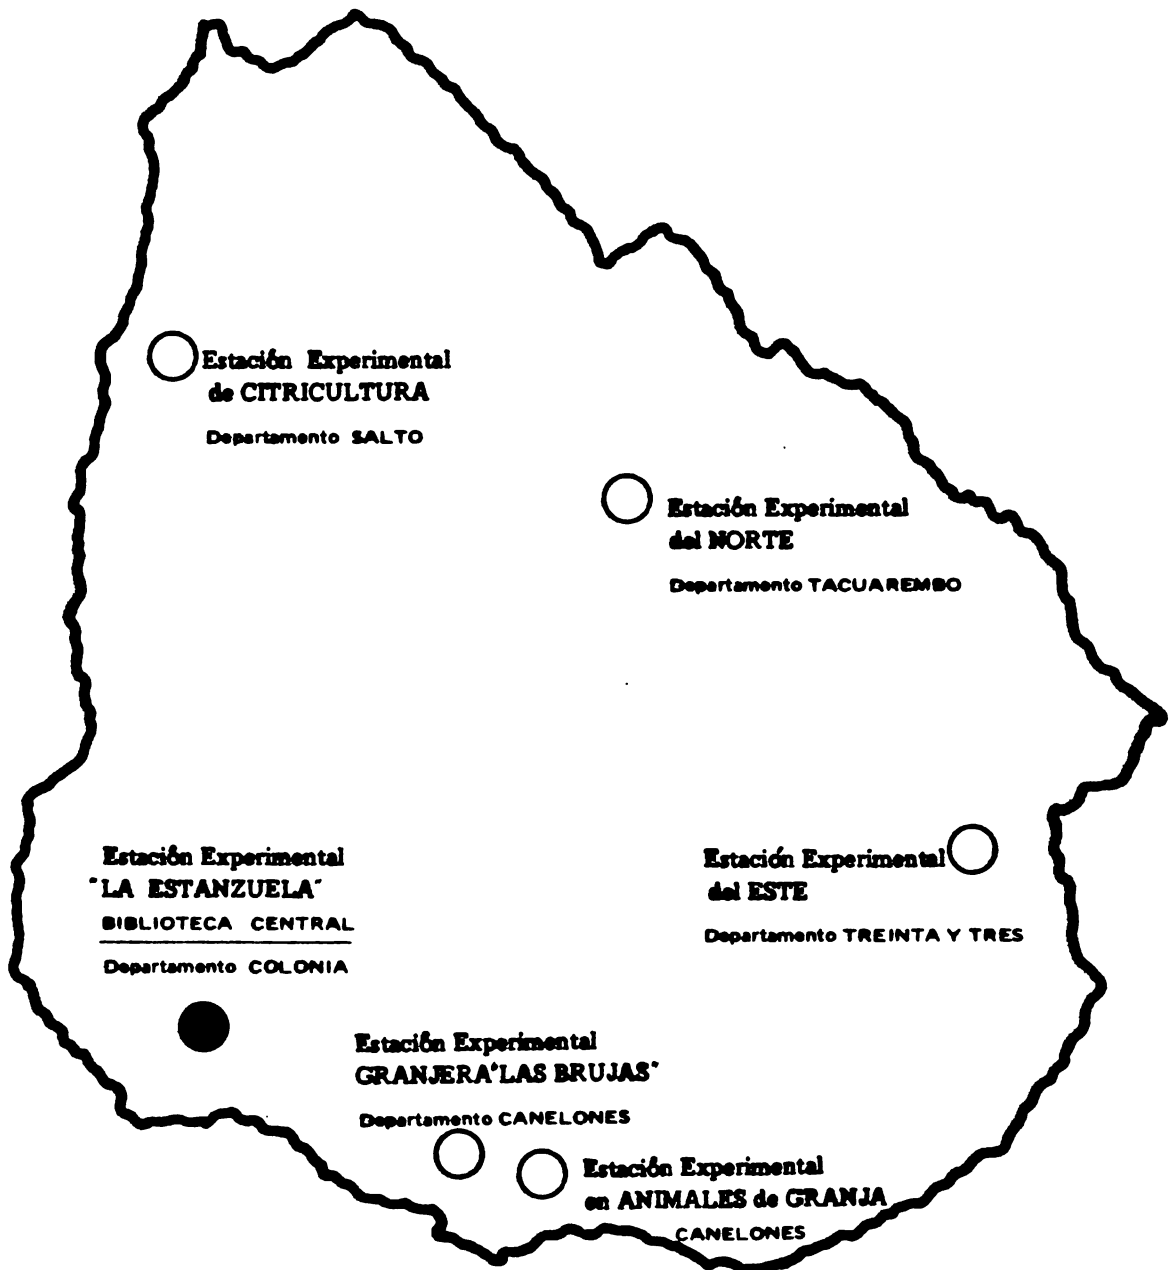 Estación Experimental
de CITRICULTURA
Departamento SALTO
Estación Experimental
del NORTE
Departamento TACUAREMBO
Estación Experimental
"LA ESTANZUELA"
BIBLIOTECA CENTRAL
Departamento COLONIA
Estación Experimental
del ESTE
Departamento TREINTA Y TRES
Estación Experimental
GRANJERA "LAS BRUJAS"
Departamento CANELONES
Estación Experimental
en ANIMALES de GRANJA
CANELONES